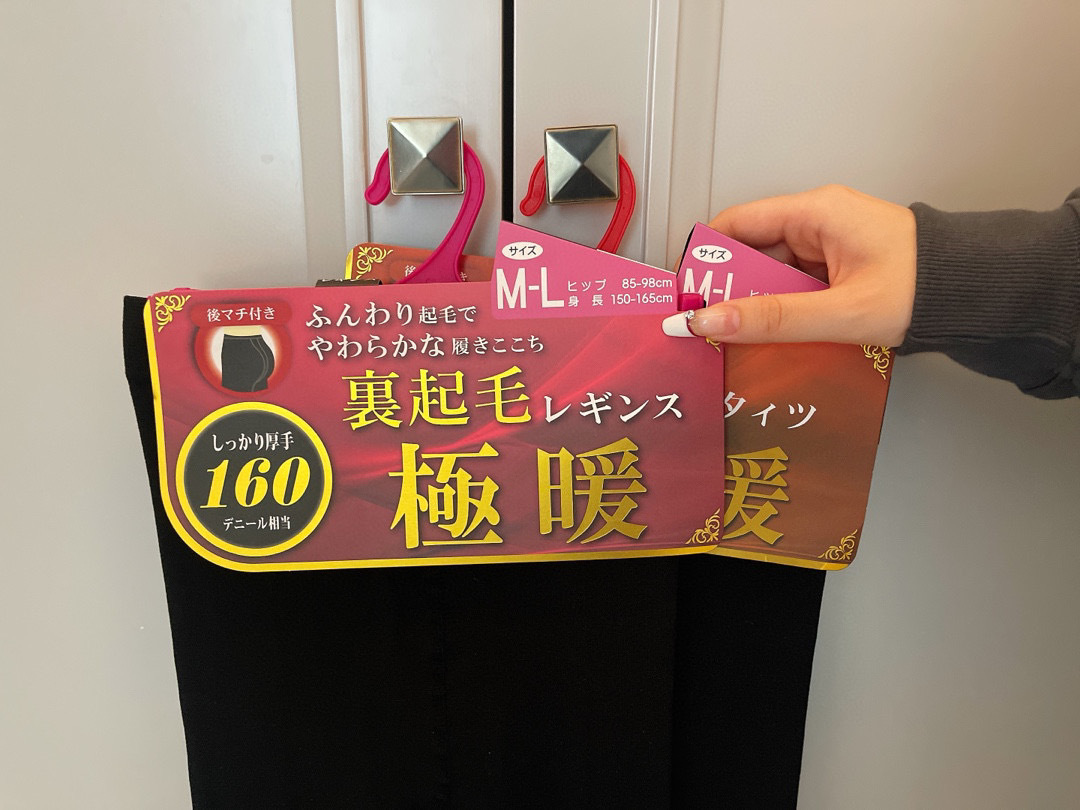 サイズ
M-L ヒップ 85-98cm
身長 150-165cm
後マチ付き
ふんわり起毛で
やわらかな履きここち
裏起毛レギンス
極暖
しっかり厚手
160
デニール相当
サイズ
M-L ヒッ
後
タイツ
暖